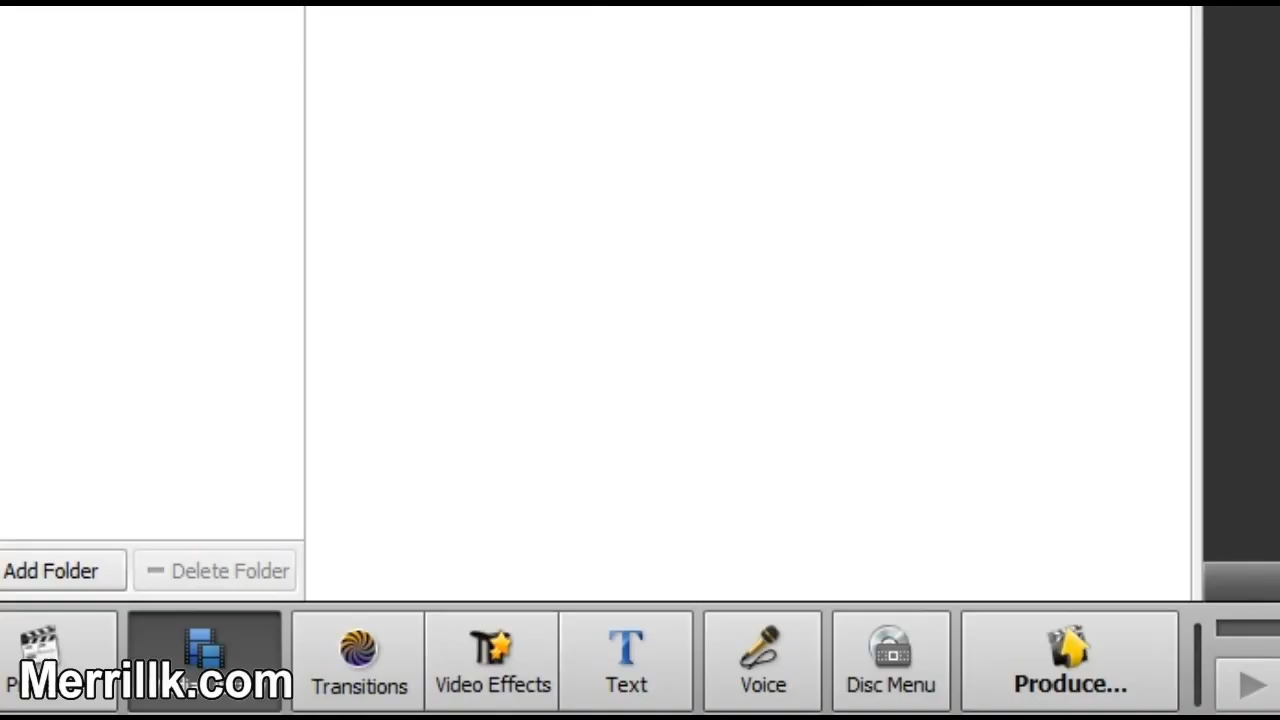 Add Folder
Delete Folder
Merrillk.com
Transitions
Video Effects
Text
Voice
Disc Menu
Produce...